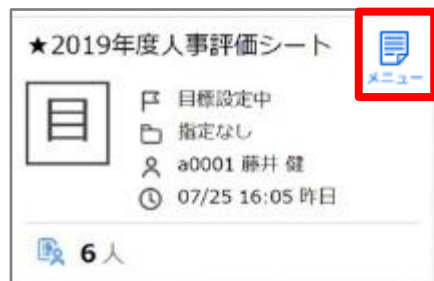 ★2019年度人事評価シート
メニュー
目
目標設定中
指定なし
a0001 藤井 健
07/25 16:05 昨日
6人